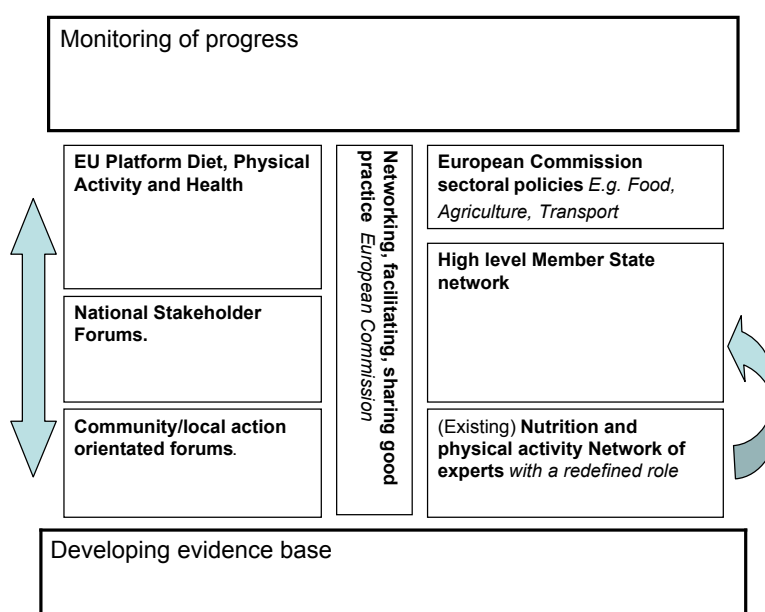 Monitoring of progress
EU Platform Diet, Physical
Activity and Health
National Stakeholder
Forums.
Community/local action
orientated forums.
Networking, facilitating, sharing good
practice European Commission
European Commission
sectoral policies E.g. Food,
Agriculture, Transport
High level Member State
network
(Existing) Nutrition and
physical activity Network of
experts with a redefined role
Developing evidence base